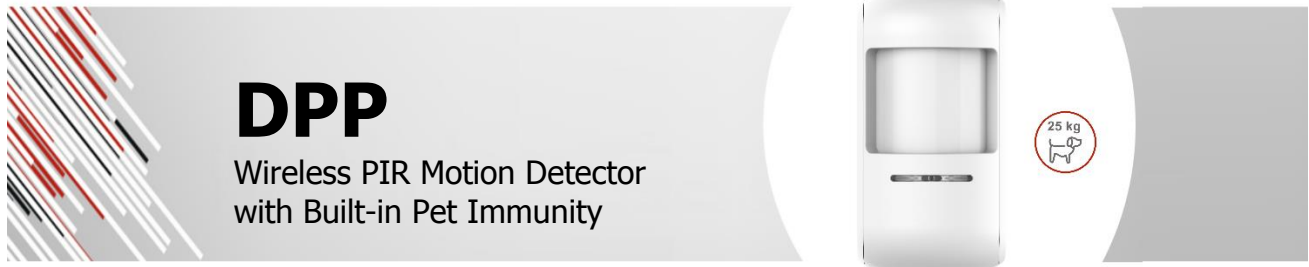 DPP
Wireless PIR Motion Detector
with Built-in Pet Immunity
25 kg